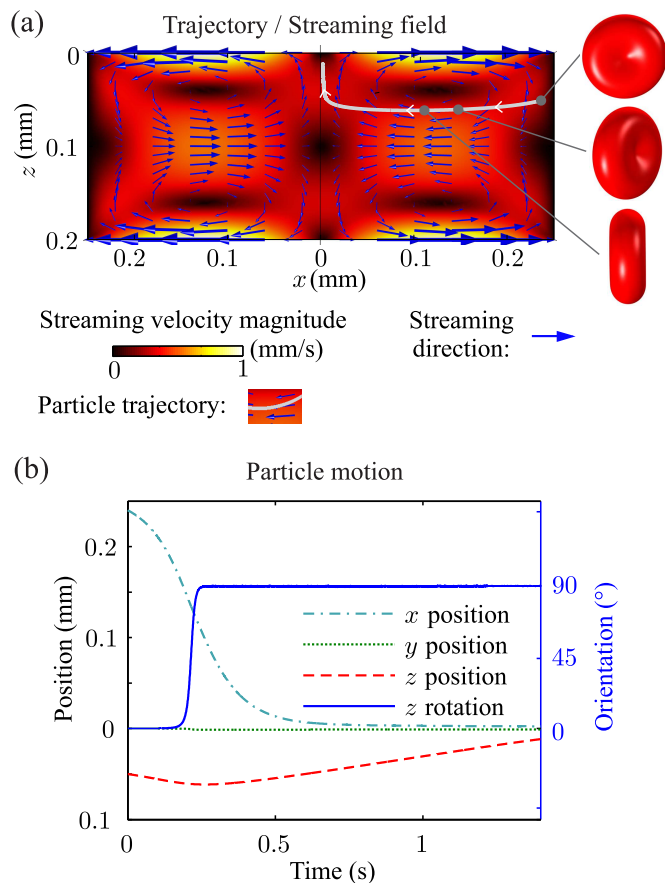 (a)
Trajectory / Streaming field
0
0.1
0.2
z (mm)
0.2 0.1 0 0.1 0.2
x (mm)
Streaming velocity magnitude
0 1 (mm/s)
Streaming direction:
Particle trajectory:
(b)
Particle motion
0.2
0.1
0
0.1
Position (mm)
90
45
0
Orientation (°)
x position
y position
z position
z rotation
0 0.5 1
Time (s)